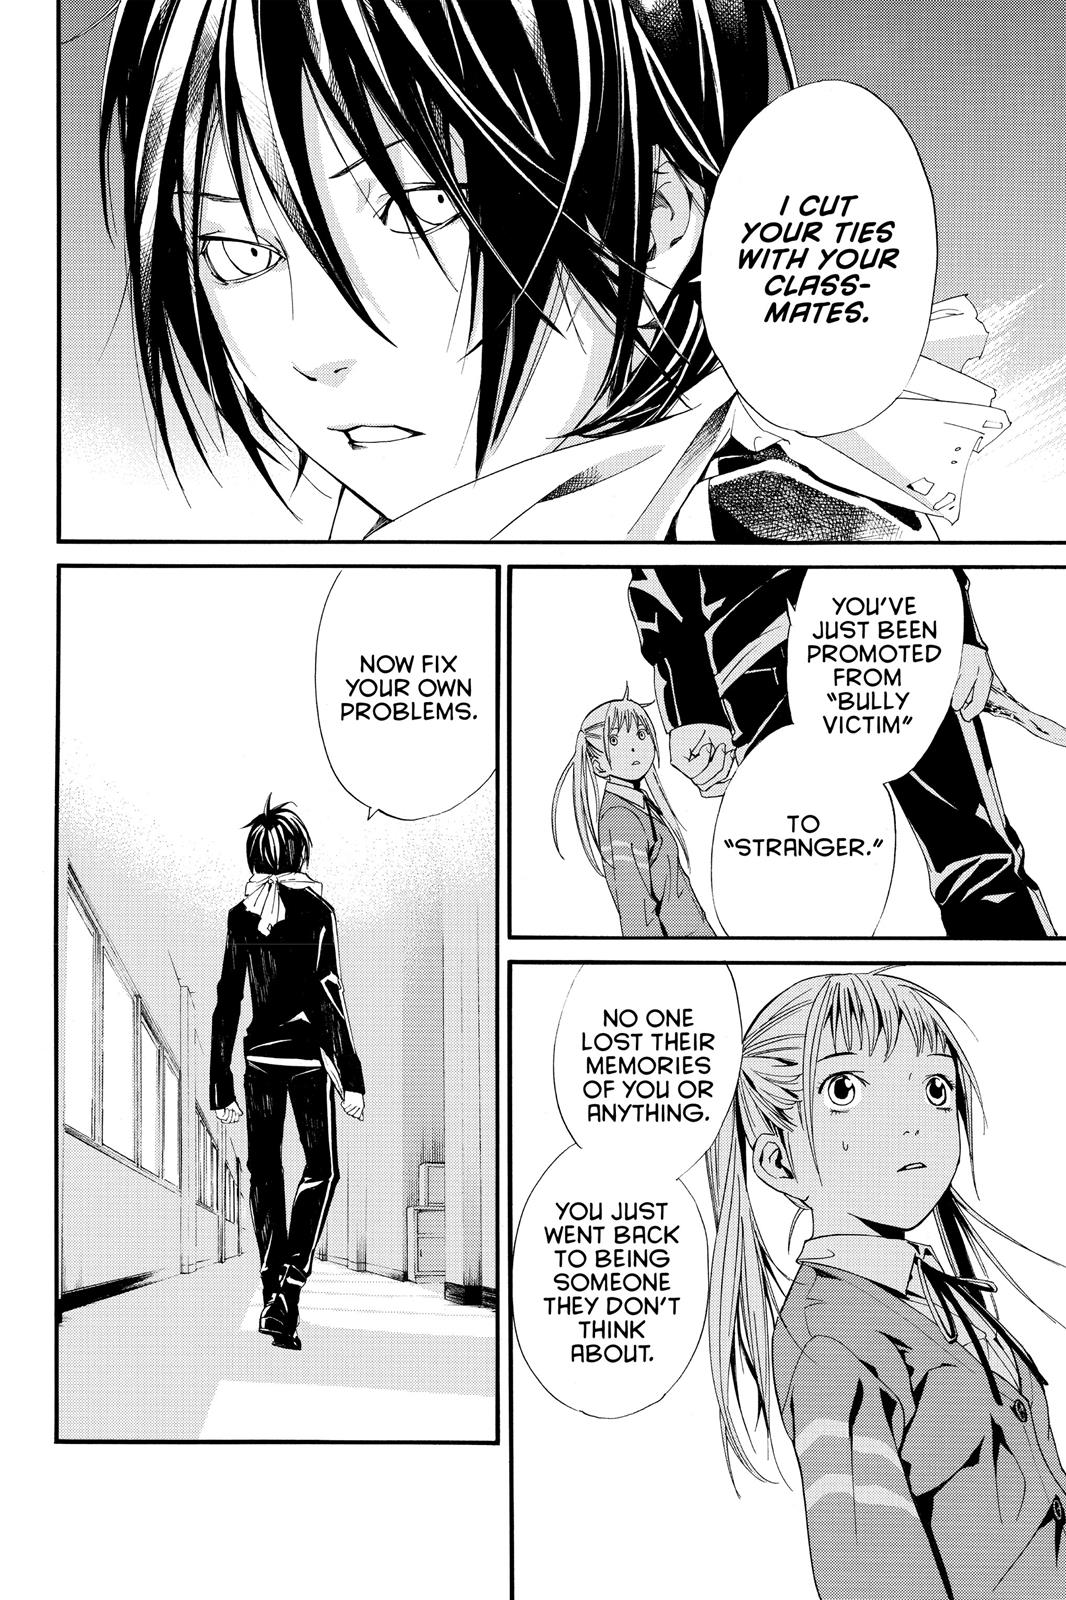 I CUT
YOUR TIES
WITH YOUR
CLASS-
MATES.
YOU'VE
JUST BEEN
PROMOTED
FROM
"BULLY
VICTIM"
TO
"STRANGER."
NO ONE
LOST THEIR
MEMORIES
OF YOU OR
ANYTHING.
YOU JUST
WENT BACK
TO BEING
SOMEONE
THEY DON'T
THINK
ABOUT.
NOW FIX
YOUR OWN
PROBLEMS.